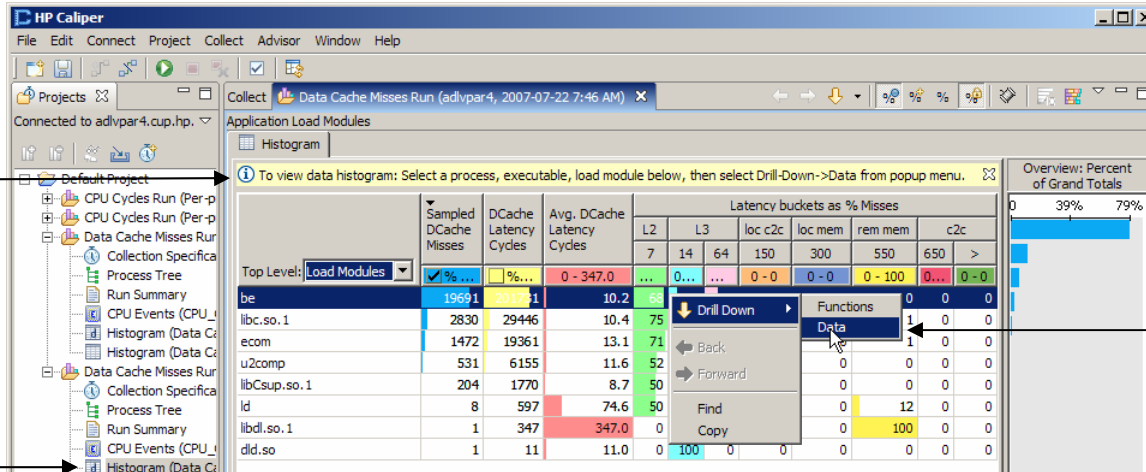 HP Caliper
File Edit Connect Project Collect Advisor Window Help
Projects
Connected to adlvpar4.cup.hp.
Default Project
CPU Cycles Run (Per-p
CPU Cycles Run (Per-p
Data Cache Misses Run
Collection Specifica
Process Tree
Run Summary
CPU Events (CPU_
Histogram (Data Ca
Histogram (Data Ca
Data Cache Misses Run
Collection Specifica
Process Tree
Run Summary
CPU Events (CPU_
Histogram (Data Ca
Collect Data Cache Misses Run (adlvpar4, 2007-07-22 7:46 AM)
Application Load Modules
Histogram
To view data histogram: Select a process, executable, load module below, then select Drill-Down->Data from popup menu.
Top Level: Load Modules
Sampled DCache Misses
DCache Latency Cycles
Avg. DCache Latency Cycles
Latency buckets as % Misses
L2 L3 loc c2c loc mem rem mem c2c
7 14 64 150 300 550 650 >
% ... %... 0 - 347.0 ... 0... ... 0 - 0 0 - 0 0 - 100 0... 0 - 0
be 19691 10.2 68 0 0 0
libc.so.1 2830 29446 10.4 75 1 0 0
ecom 1472 19361 13.1 71 1 0 0
u2comp 531 6155 11.6 52 0 0 0 0
libCsup.so.1 204 1770 8.7 50 0 0 0 0
ld 8 597 74.6 50 0 12 0 0
libdl.so.1 1 347 347.0 0 0 100 0 0
dld.so 1 11 11.0 0 100 0 0 0 0 0 0
Drill Down
Back
Forward
Find
Copy
Functions
Data
Overview: Percent
of Grand Totals
0 39% 79%